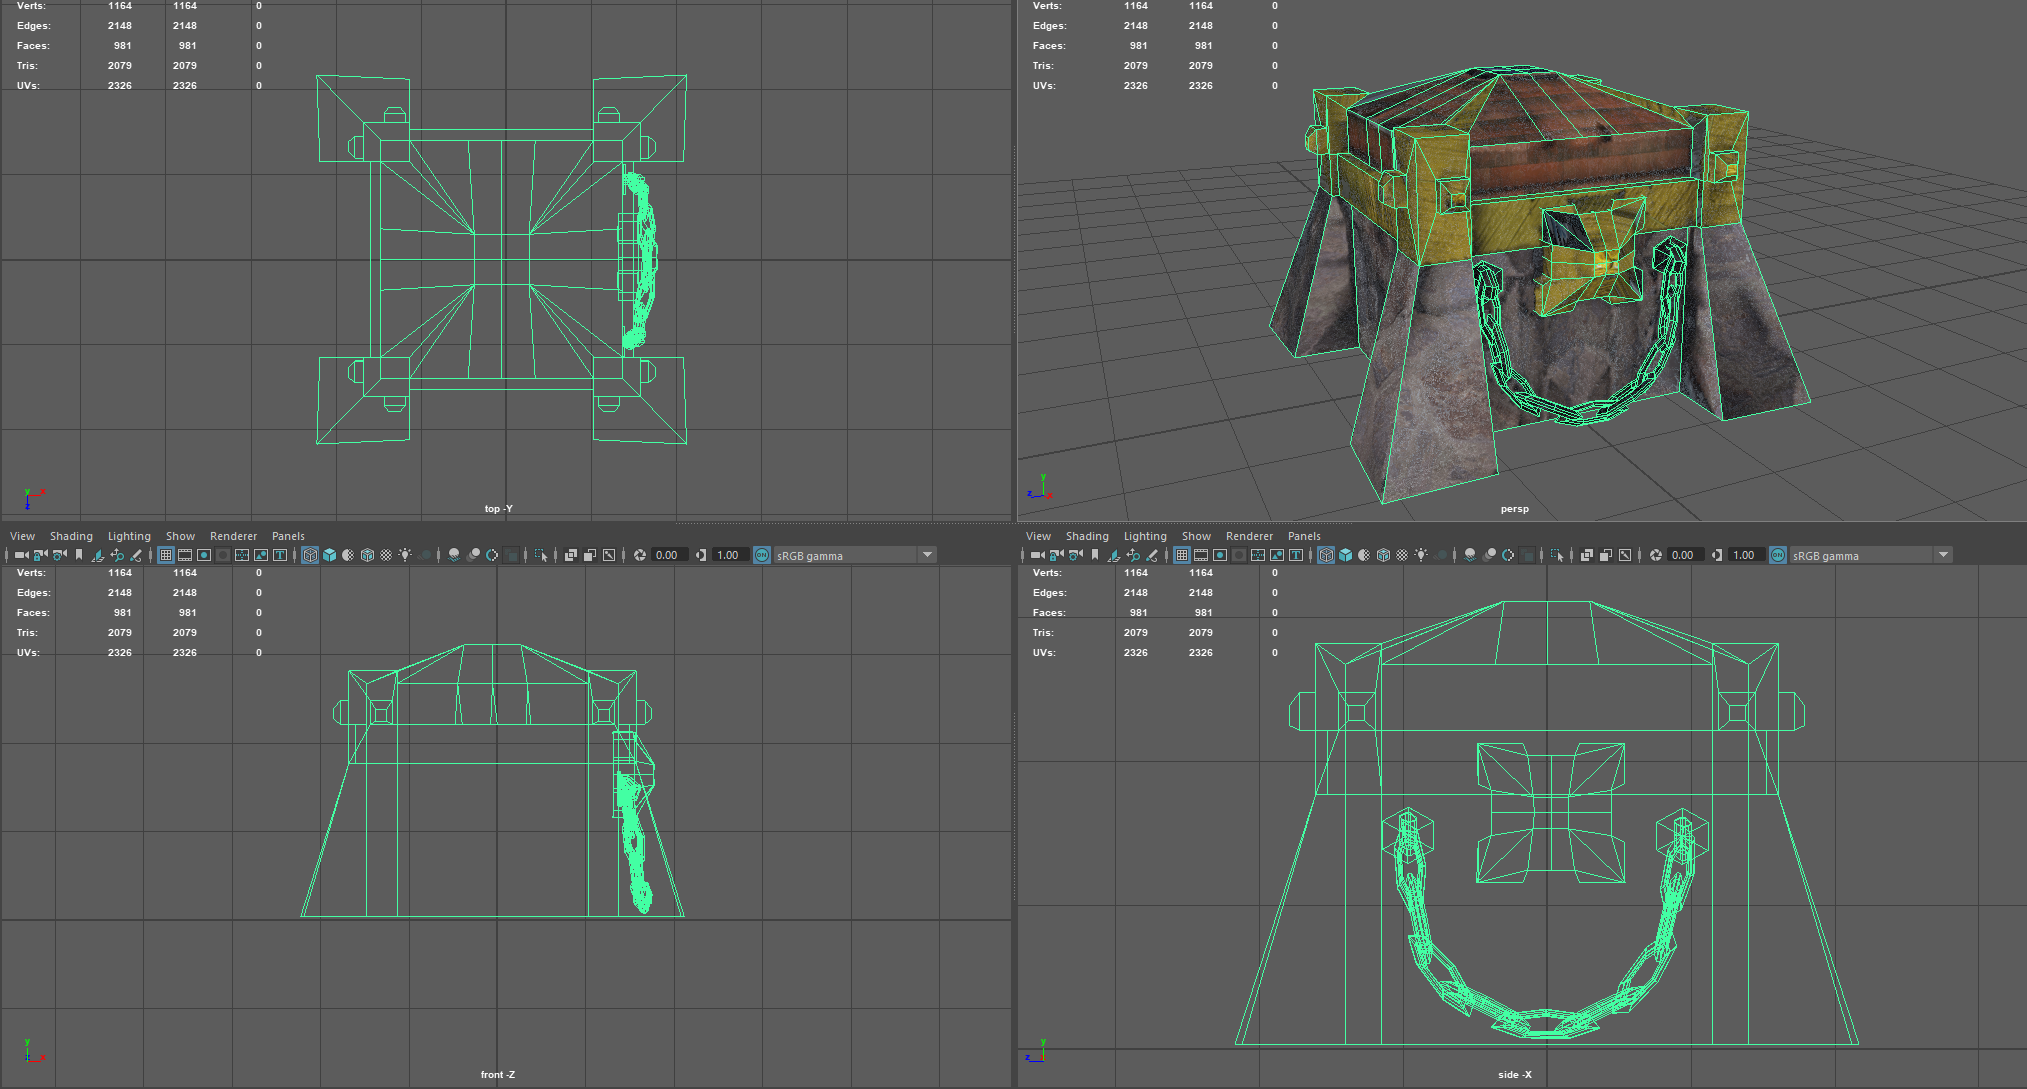 Verts: 1164 1164 0
Edges: 2148 2148 0
Faces: 981 981 0
Tris: 2079 2079 0
UVs: 2326 2326 0
y x
z
top -Y
Verts: 1164 1164 0
Edges: 2148 2148 0
Faces: 981 981 0
Tris: 2079 2079 0
UVs: 2326 2326 0
y
z x
persp
View Shading Lighting Show Renderer Panels
0.00 1.00 ON sRGB gamma
Verts: 1164 1164 0
Edges: 2148 2148 0
Faces: 981 981 0
Tris: 2079 2079 0
UVs: 2326 2326 0
y
z x
front -Z
View Shading Lighting Show Renderer Panels
0.00 1.00 ON sRGB gamma
Verts: 1164 1164 0
Edges: 2148 2148 0
Faces: 981 981 0
Tris: 2079 2079 0
UVs: 2326 2326 0
y
z x
side -X